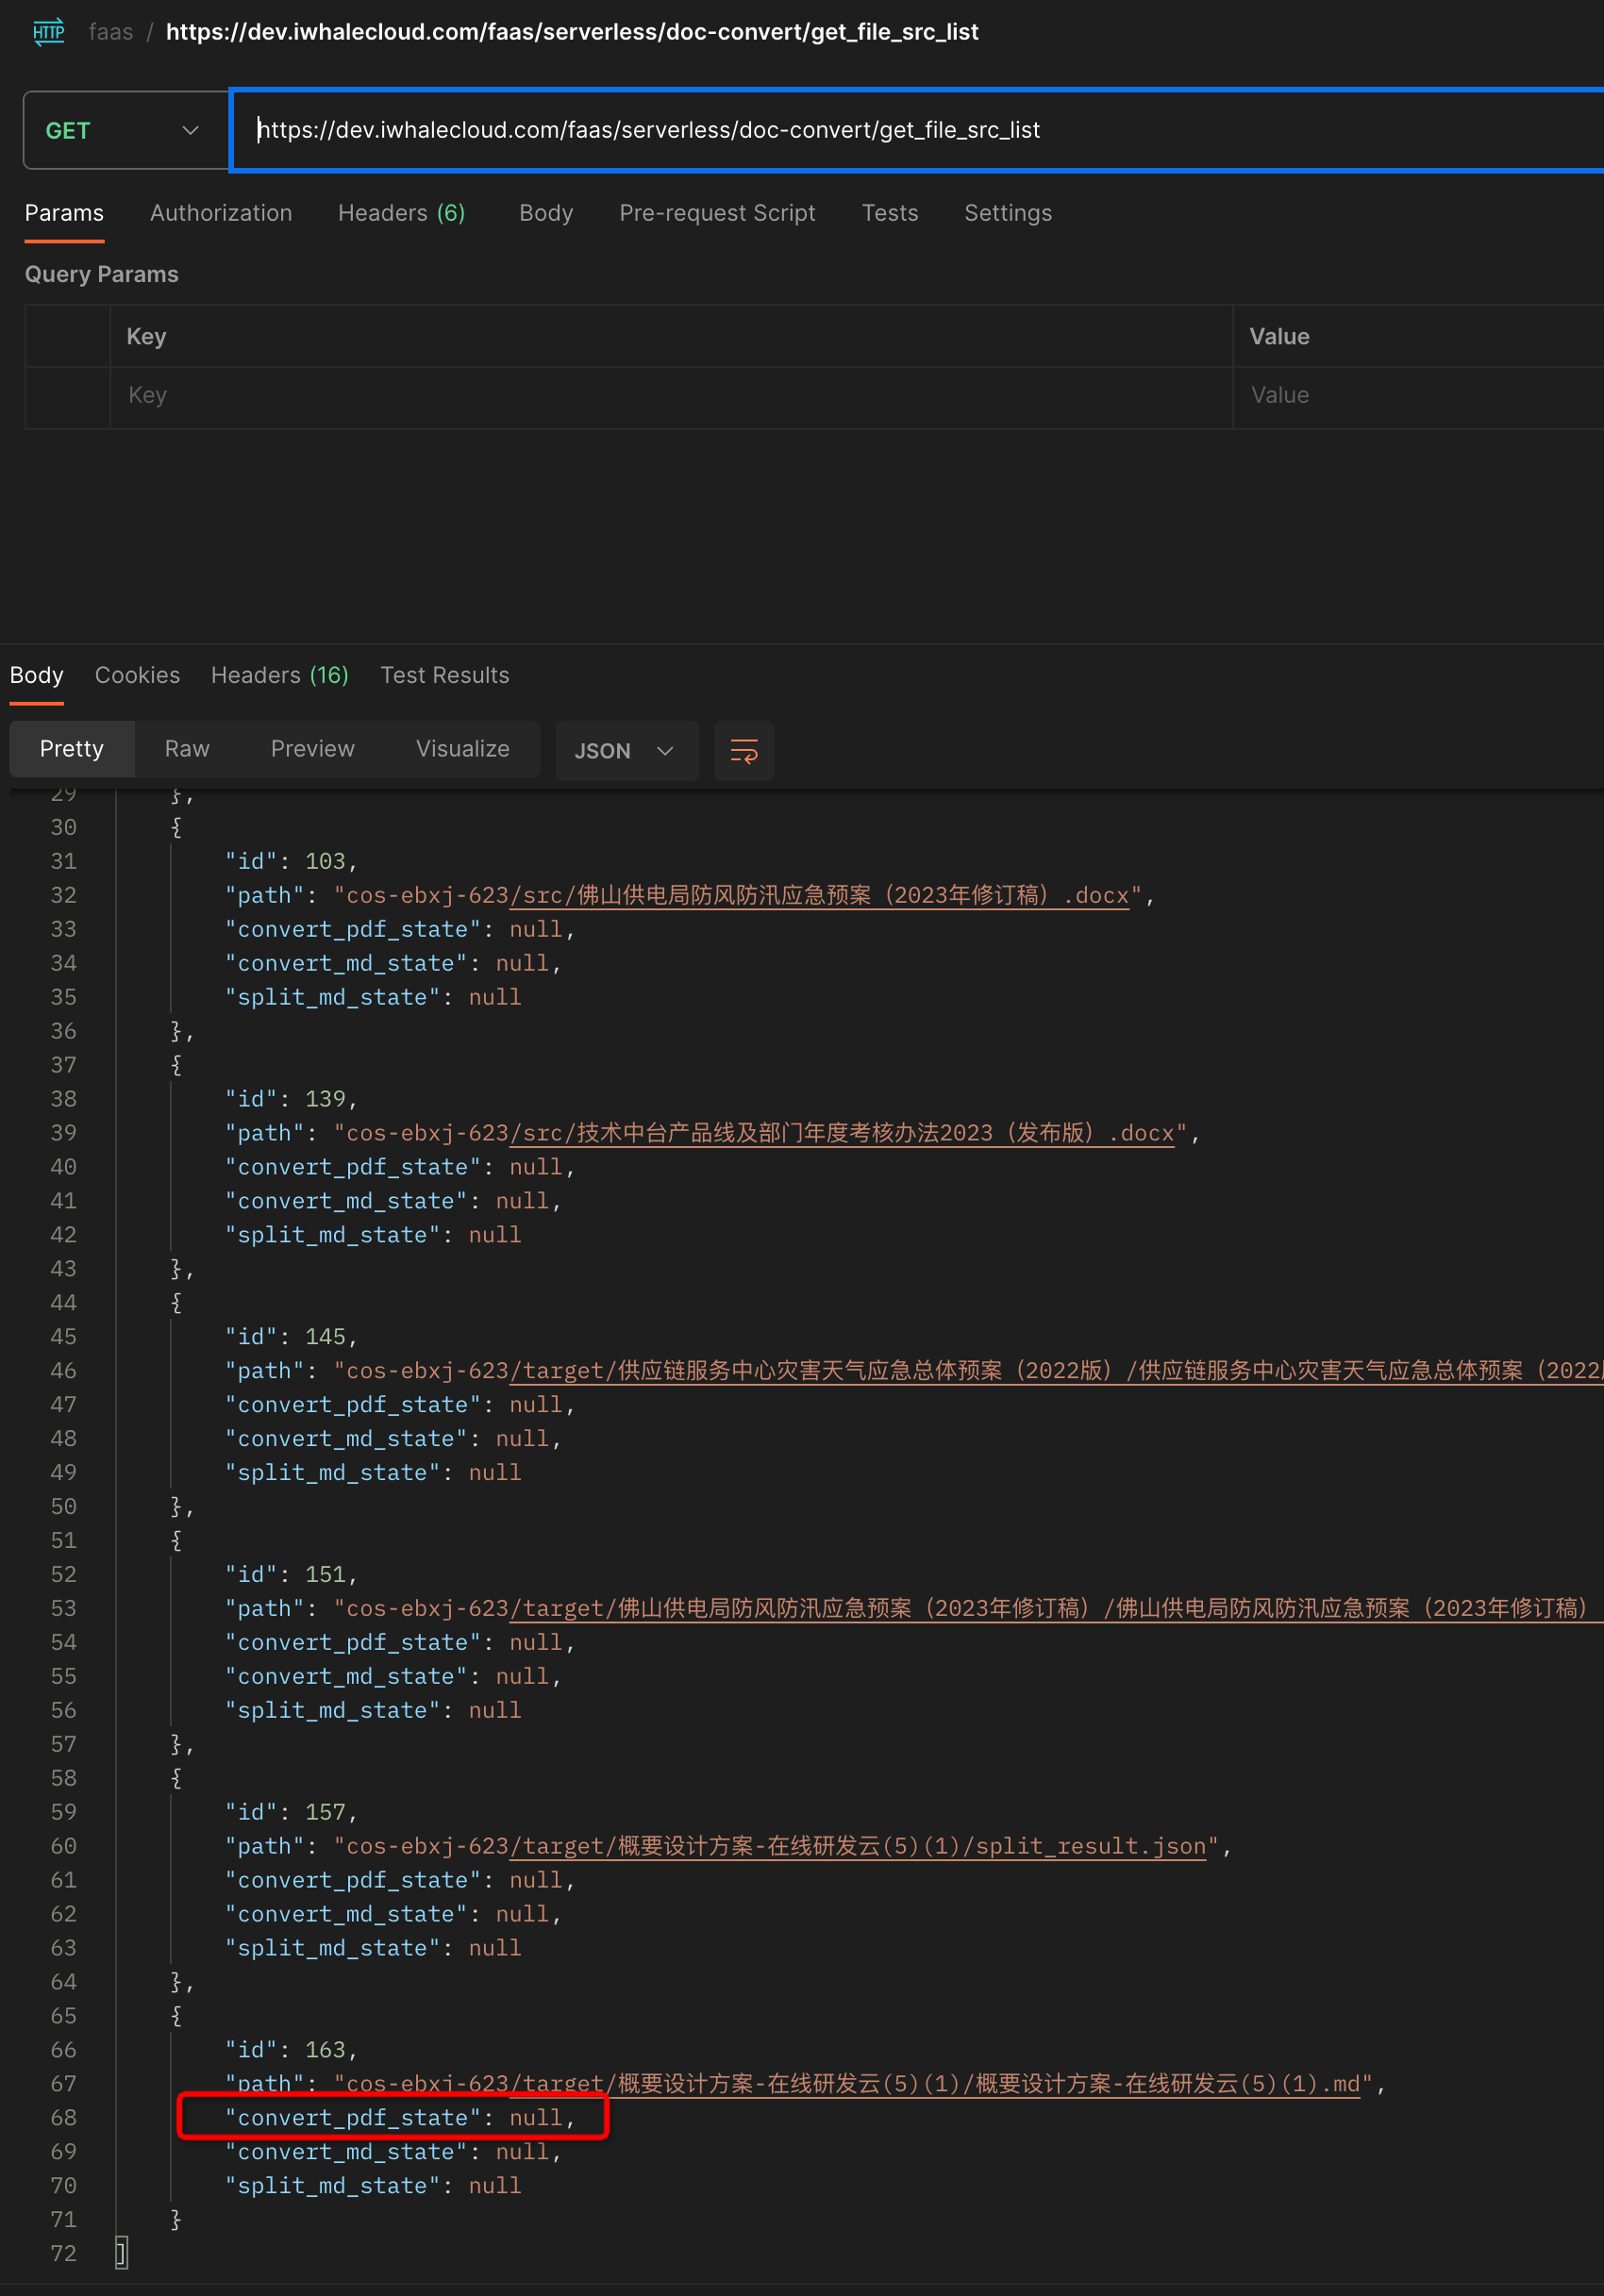 HTTP faas / https://dev.iwhalecloud.com/faas/serverless/doc-convert/get_file_src_list
GET https://dev.iwhalecloud.com/faas/serverless/doc-convert/get_file_src_list
Params Authorization Headers (6) Body Pre-request Script Tests Settings
Query Params
Key Value
Key Value
Body Cookies Headers (16) Test Results
Pretty Raw Preview Visualize JSON
29 },
30 {
31 "id": 103,
32 "path": "cos-ebxj-623/src/佛山供电局防风防汛应急预案（2023年修订稿）.docx",
33 "convert_pdf_state": null,
34 "convert_md_state": null,
35 "split_md_state": null
36 },
37 {
38 "id": 139,
39 "path": "cos-ebxj-623/src/技术中台产品线及部门年度考核办法2023（发布版）.docx",
40 "convert_pdf_state": null,
41 "convert_md_state": null,
42 "split_md_state": null
43 },
44 {
45 "id": 145,
46 "path": "cos-ebxj-623/target/供应链服务中心灾害天气应急总体预案（2022版）/供应链服务中心灾害天气应急总体预案（2022
47 "convert_pdf_state": null,
48 "convert_md_state": null,
49 "split_md_state": null
50 },
51 {
52 "id": 151,
53 "path": "cos-ebxj-623/target/佛山供电局防风防汛应急预案（2023年修订稿）/佛山供电局防风防汛应急预案（2023年修订稿）
54 "convert_pdf_state": null,
55 "convert_md_state": null,
56 "split_md_state": null
57 },
58 {
59 "id": 157,
60 "path": "cos-ebxj-623/target/概要设计方案-在线研发云(5)(1)/split_result.json",
61 "convert_pdf_state": null,
62 "convert_md_state": null,
63 "split_md_state": null
64 },
65 {
66 "id": 163,
67 "path": "cos-ebxj-623/target/概要设计方案-在线研发云(5)(1)/概要设计方案-在线研发云(5)(1).md",
68 "convert_pdf_state": null,
69 "convert_md_state": null,
70 "split_md_state": null
71 }
72 ]